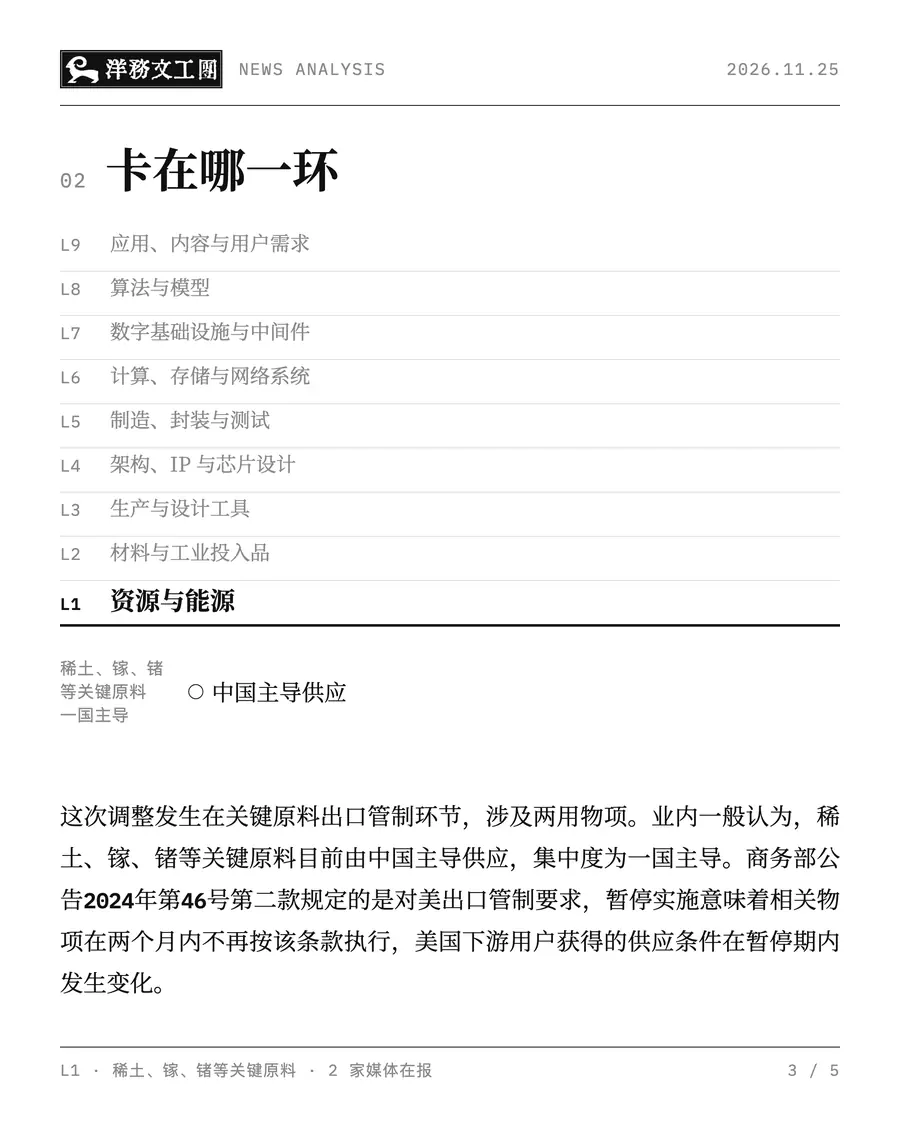 洋務文工團 NEWS ANALYSIS 2026.11.25
02 卡在哪一环
L9 应用、内容与用户需求
L8 算法与模型
L7 数字基础设施与中间件
L6 计算、存储与网络系统
L5 制造、封装与测试
L4 架构、IP 与芯片设计
L3 生产与设计工具
L2 材料与工业投入品
L1 资源与能源
稀土、镓、锗
等关键原料
一国主导
○ 中国主导供应
这次调整发生在关键原料出口管制环节，涉及两用物项。业内一般认为，稀
土、镓、锗等关键原料目前由中国主导供应，集中度为一国主导。商务部公
告2024年第46号第二款规定的是对美出口管制要求，暂停实施意味着相关物
项在两个月内不再按该条款执行，美国下游用户获得的供应条件在暂停期内
发生变化。
L1 · 稀土、镓、锗等关键原料 · 2 家媒体在报 3 / 5